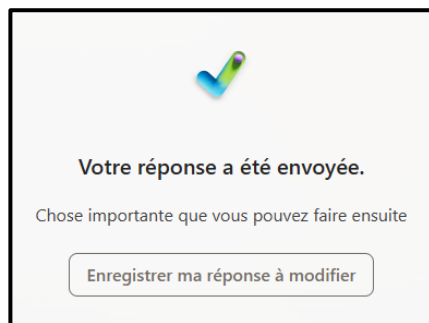 Votre réponse a été envoyée.
Chose importante que vous pouvez faire ensuite
Enregistrer ma réponse à modifier